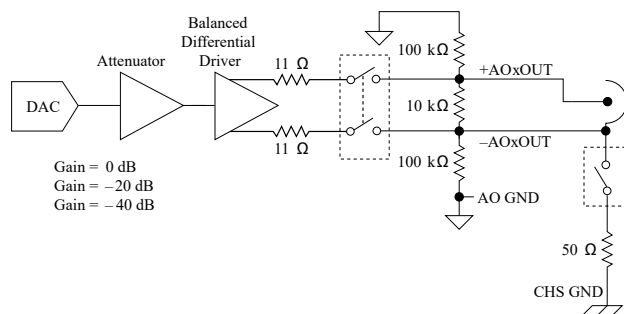 Balanced
Differential
Driver
Attenuator
DAC
11 Ω
11 Ω
100 kΩ
+AOxOUT
10 kΩ
–AOxOUT
100 kΩ
AO GND
Gain = 0 dB
Gain = –20 dB
Gain = –40 dB
50 Ω
CHS GND